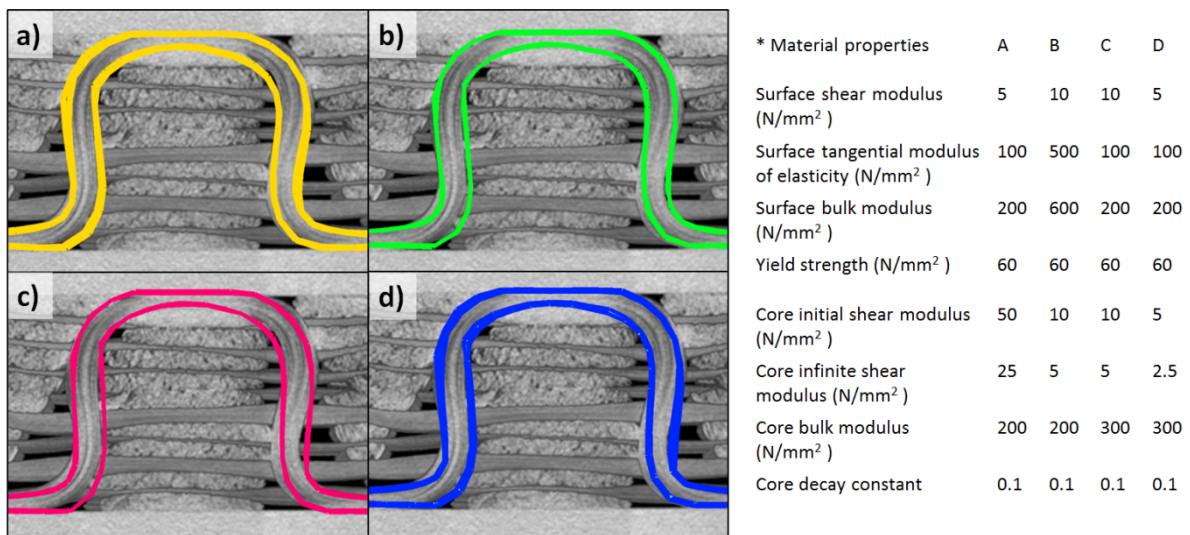 a)
b)
c)
d)
* Material properties A B C D
Surface shear modulus 5 10 10 5
(N/mm² )
Surface tangential modulus 100 500 100 100
of elasticity (N/mm² )
Surface bulk modulus 200 600 200 200
(N/mm² )
Yield strength (N/mm² ) 60 60 60 60
Core initial shear modulus 50 10 10 5
(N/mm² )
Core infinite shear 25 5 5 2.5
modulus (N/mm² )
Core bulk modulus 200 200 300 300
(N/mm² )
Core decay constant 0.1 0.1 0.1 0.1